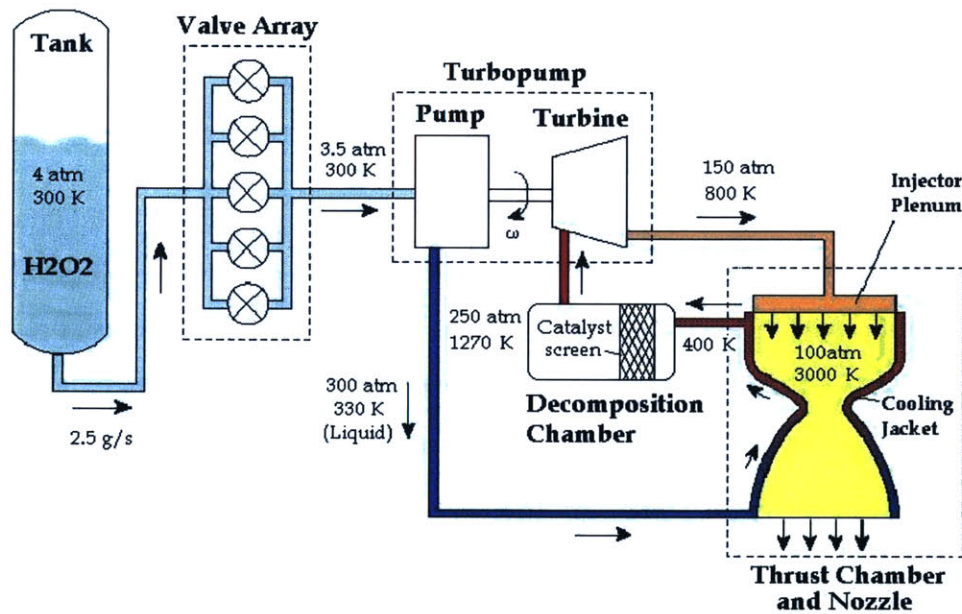 Tank
4 atm
300 K
H2O2
2.5 g/s
Valve Array
3.5 atm
300 K
Turbopump
Pump
Turbine
ω
150 atm
800 K
Injector
Plenum
250 atm
1270 K
Catalyst
screen
400 K
Decomposition
Chamber
300 atm
330 K
(Liquid)
100atm
3000 K
Cooling
Jacket
Thrust Chamber
and Nozzle